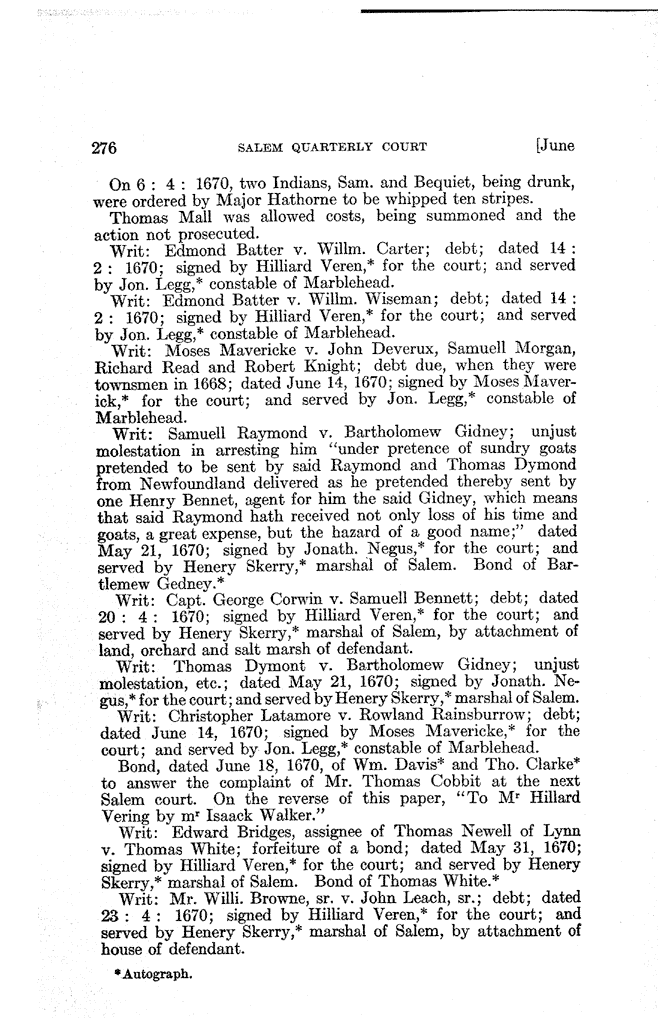 276 SALEM QUARTERLY COURT [June
On 6 : 4 : 1670, two Indians, Sam. and Bequiet, being drunk,
were ordered by Major Hathorne to be whipped ten stripes.
Thomas Mall was allowed costs, being summoned and the
action not prosecuted.
Writ: Edmond Batter v. Willm. Carter; debt; dated 14 :
2 : 1670; signed by Hilliard Veren,* for the court; and served
by Jon. Legg,* constable of Marblehead.
Writ: Edmond Batter v. Willm. Wiseman; debt; dated 14 :
2 : 1670; signed by Hilliard Veren,* for the court; and served
by Jon. Legg,* constable of Marblehead.
Writ: Moses Mavericke v. John Deverux, Samuell Morgan,
Richard Read and Robert Knight; debt due, when they were
townsmen in 1668; dated June 14, 1670; signed by Moses Maver-
ick,* for the court; and served by Jon. Legg,* constable of
Marblehead.
Writ: Samuell Raymond v. Bartholomew Gidney; unjust
molestation in arresting him "under pretence of sundry goats
pretended to be sent by said Raymond and Thomas Dymond
from Newfoundland delivered as he pretended thereby sent by
one Henry Bennet, agent for him the said Gidney, which means
that said Raymond hath received not only loss of his time and
goats, a great expense, but the hazard of a good name;" dated
May 21, 1670; signed by Jonath. Negus,* for the court; and
served by Henery Skerry,* marshal of Salem. Bond of Bar-
tlemew Gedney.*
Writ: Capt. George Corwin v. Samuell Bennett; debt; dated
20 : 4 : 1670; signed by Hilliard Veren,* for the court; and
served by Henery Skerry,* marshal of Salem, by attachment of
land, orchard and salt marsh of defendant.
Writ: Thomas Dymont v. Bartholomew Gidney; unjust
molestation, etc.; dated May 21, 1670; signed by Jonath. Ne-
gus,* for the court; and served by Henery Skerry,* marshal of Salem.
Writ: Christopher Latamore v. Rowland Rainsburrow; debt;
dated June 14, 1670; signed by Moses Mavericke,* for the
court; and served by Jon. Legg,* constable of Marblehead.
Bond, dated June 18, 1670, of Wm. Davis* and Tho. Clarke*
to answer the complaint of Mr. Thomas Cobbit at the next
Salem court. On the reverse of this paper, "To Mʳ Hillard
Vering by mʳ Isaack Walker."
Writ: Edward Bridges, assignee of Thomas Newell of Lynn
v. Thomas White; forfeiture of a bond; dated May 31, 1670;
signed by Hilliard Veren,* for the court; and served by Henery
Skerry,* marshal of Salem. Bond of Thomas White.*
Writ: Mr. Willi. Browne, sr. v. John Leach, sr.; debt; dated
23 : 4 : 1670; signed by Hilliard Veren,* for the court; and
served by Henery Skerry,* marshal of Salem, by attachment of
house of defendant.
*Autograph.